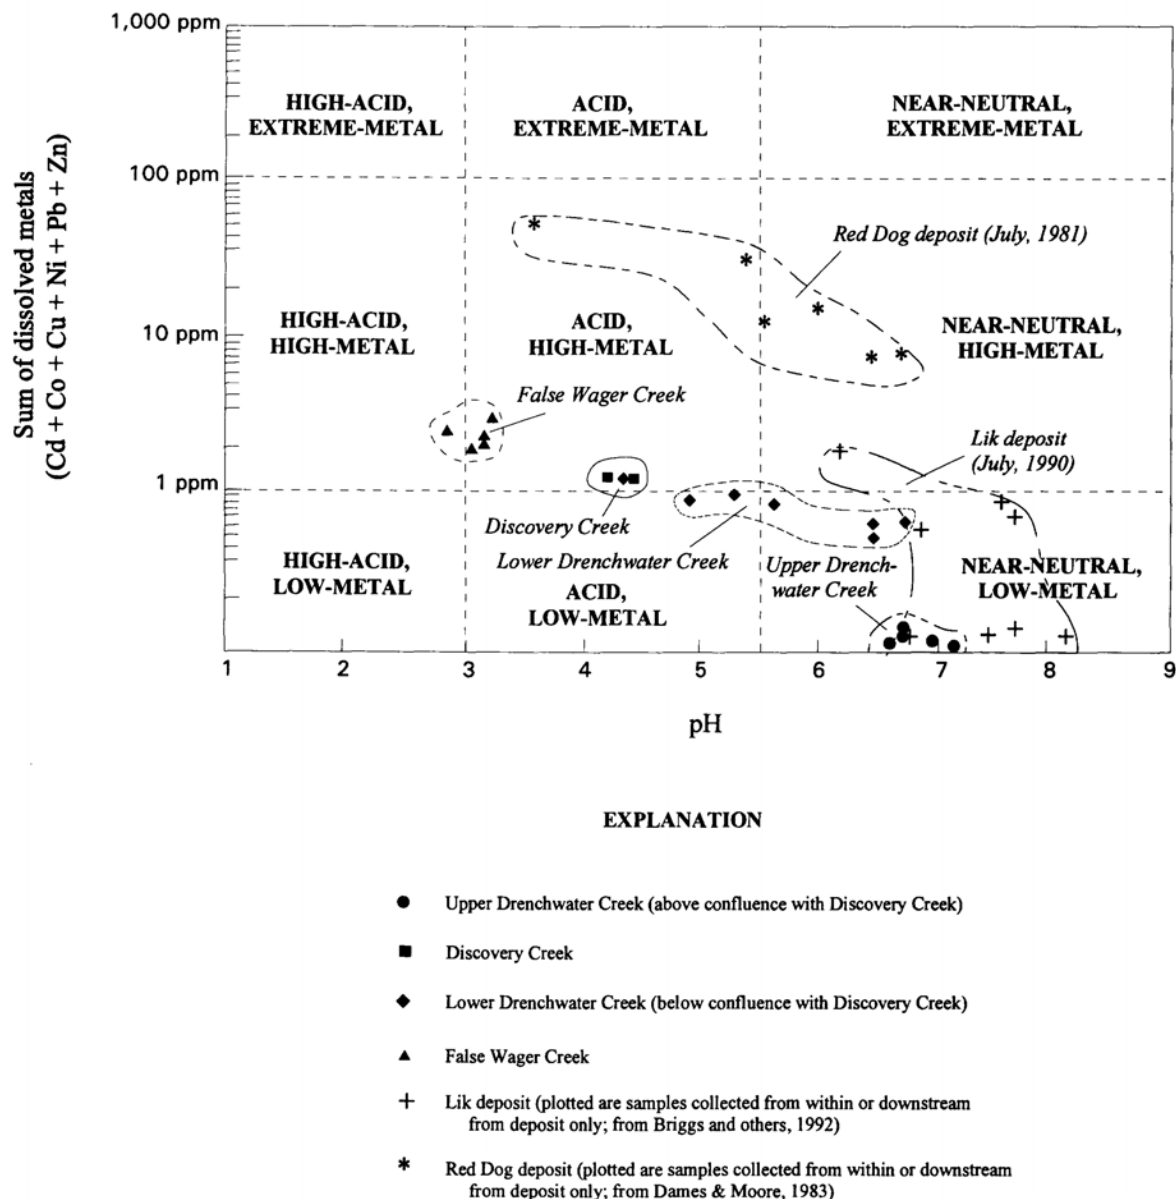 1,000 ppm
HIGH-ACID,
EXTREME-METAL
ACID,
EXTREME-METAL
NEAR-NEUTRAL,
EXTREME-METAL
100 ppm
Sum of dissolved metals
(Cd + Co + Cu + Ni + Pb + Zn)
Red Dog deposit (July, 1981)
HIGH-ACID,
HIGH-METAL
ACID,
HIGH-METAL
NEAR-NEUTRAL,
HIGH-METAL
10 ppm
False Wager Creek
Lik deposit
(July, 1990)
1 ppm
Discovery Creek
Lower Drenchwater Creek
Upper Drench-
water Creek
HIGH-ACID,
LOW-METAL
ACID,
LOW-METAL
NEAR-NEUTRAL,
LOW-METAL
1 2 3 4 5 6 7 8 9
pH
EXPLANATION
Upper Drenchwater Creek (above confluence with Discovery Creek)
Discovery Creek
Lower Drenchwater Creek (below confluence with Discovery Creek)
False Wager Creek
Lik deposit (plotted are samples collected from within or downstream
from deposit only; from Briggs and others, 1992)
Red Dog deposit (plotted are samples collected from within or downstream
from deposit only; from Dames & Moore, 1983)